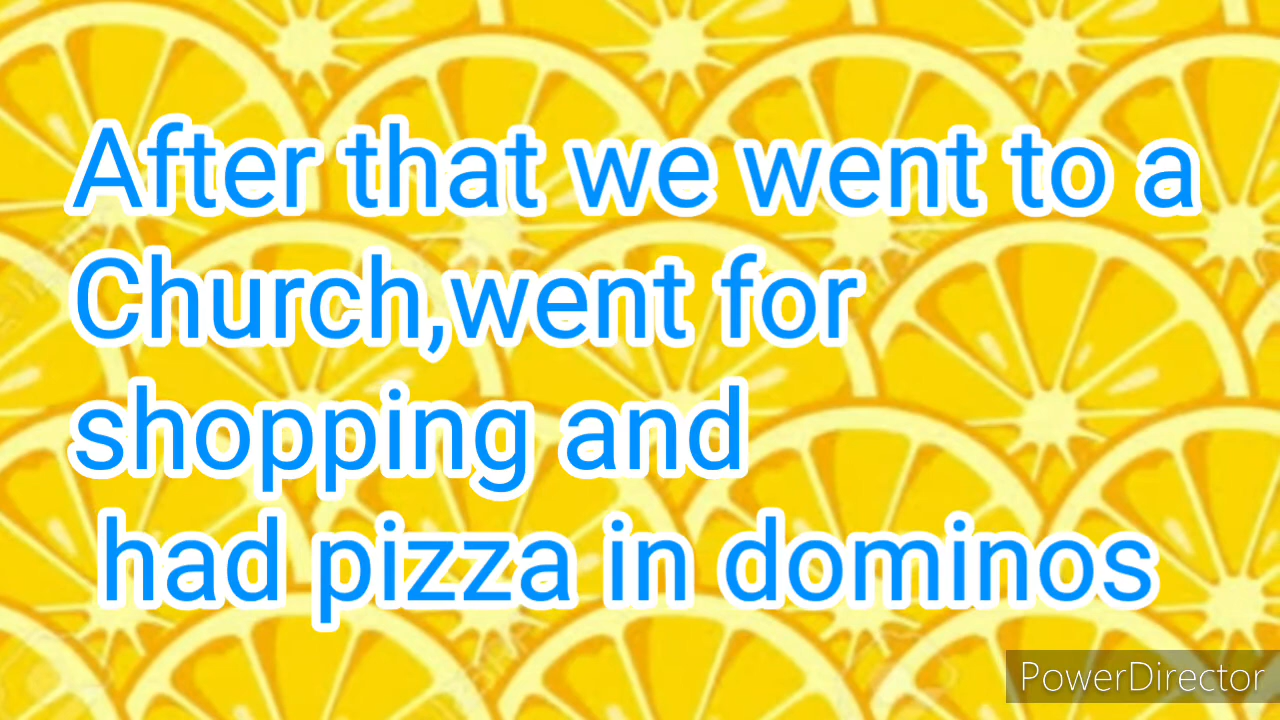 After that we went to a
Church,went for
shopping and
had pizza in dominos
PowerDirector